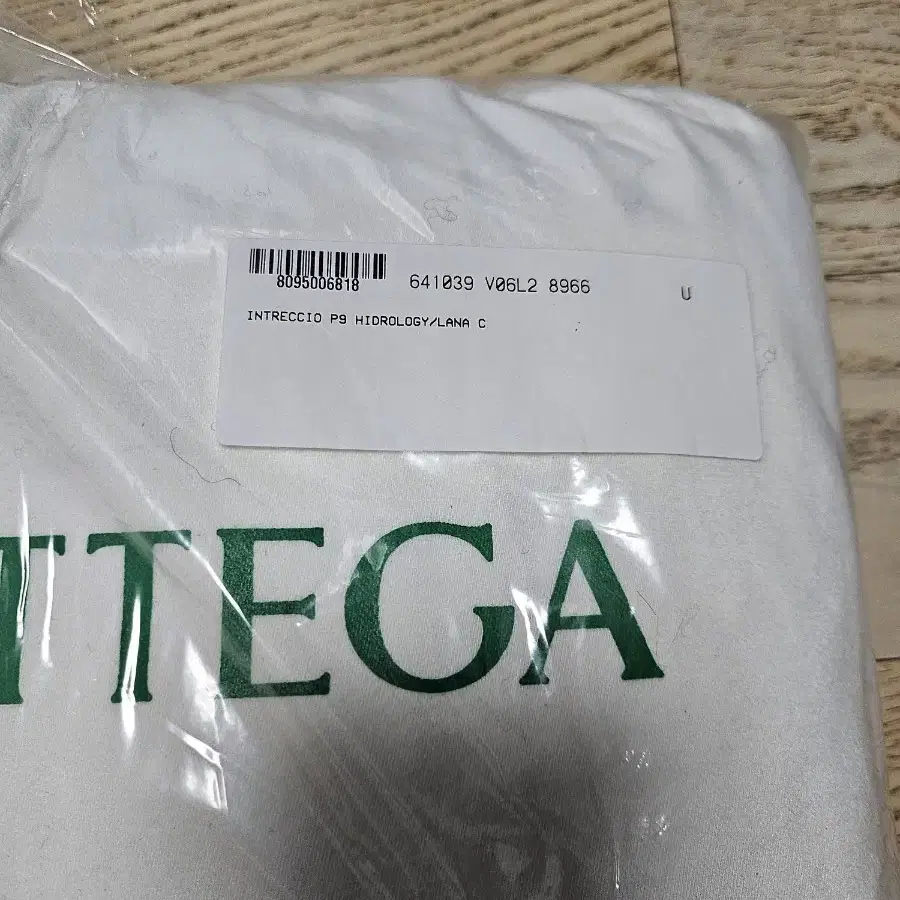 8095006818
641039 V06L2 8966
U
INTRECCIO P9 HIDROLOGY/LANA C
TTEGA